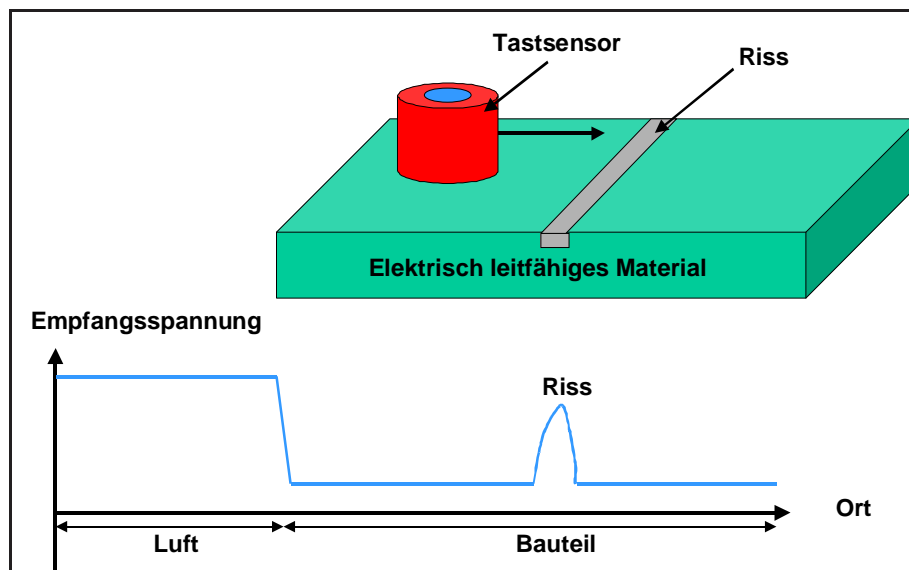 Tastsensor
Riss
Elektrisch leitfähiges Material
Empfangsspannung
Riss
Ort
Luft
Bauteil